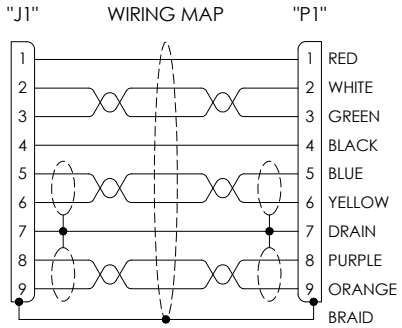 "J1" WIRING MAP "P1"
1 1 RED
2 2 WHITE
3 3 GREEN
4 4 BLACK
5 5 BLUE
6 6 YELLOW
7 7 DRAIN
8 8 PURPLE
9 9 ORANGE
BRAID